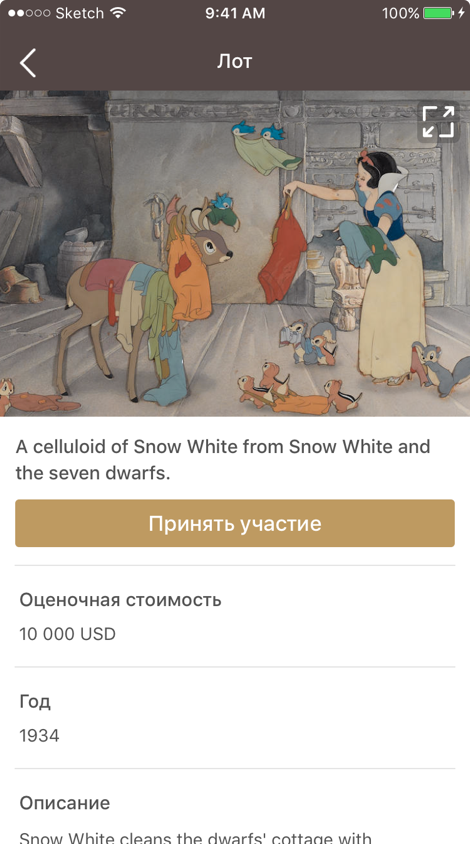 Sketch 9:41 AM 100%
Лот
A celluloid of Snow White from Snow White and
the seven dwarfs.
Принять участие
Оценочная стоимость
10 000 USD
Год
1934
Описание
Snow White cleans the dwarfs' cottage with